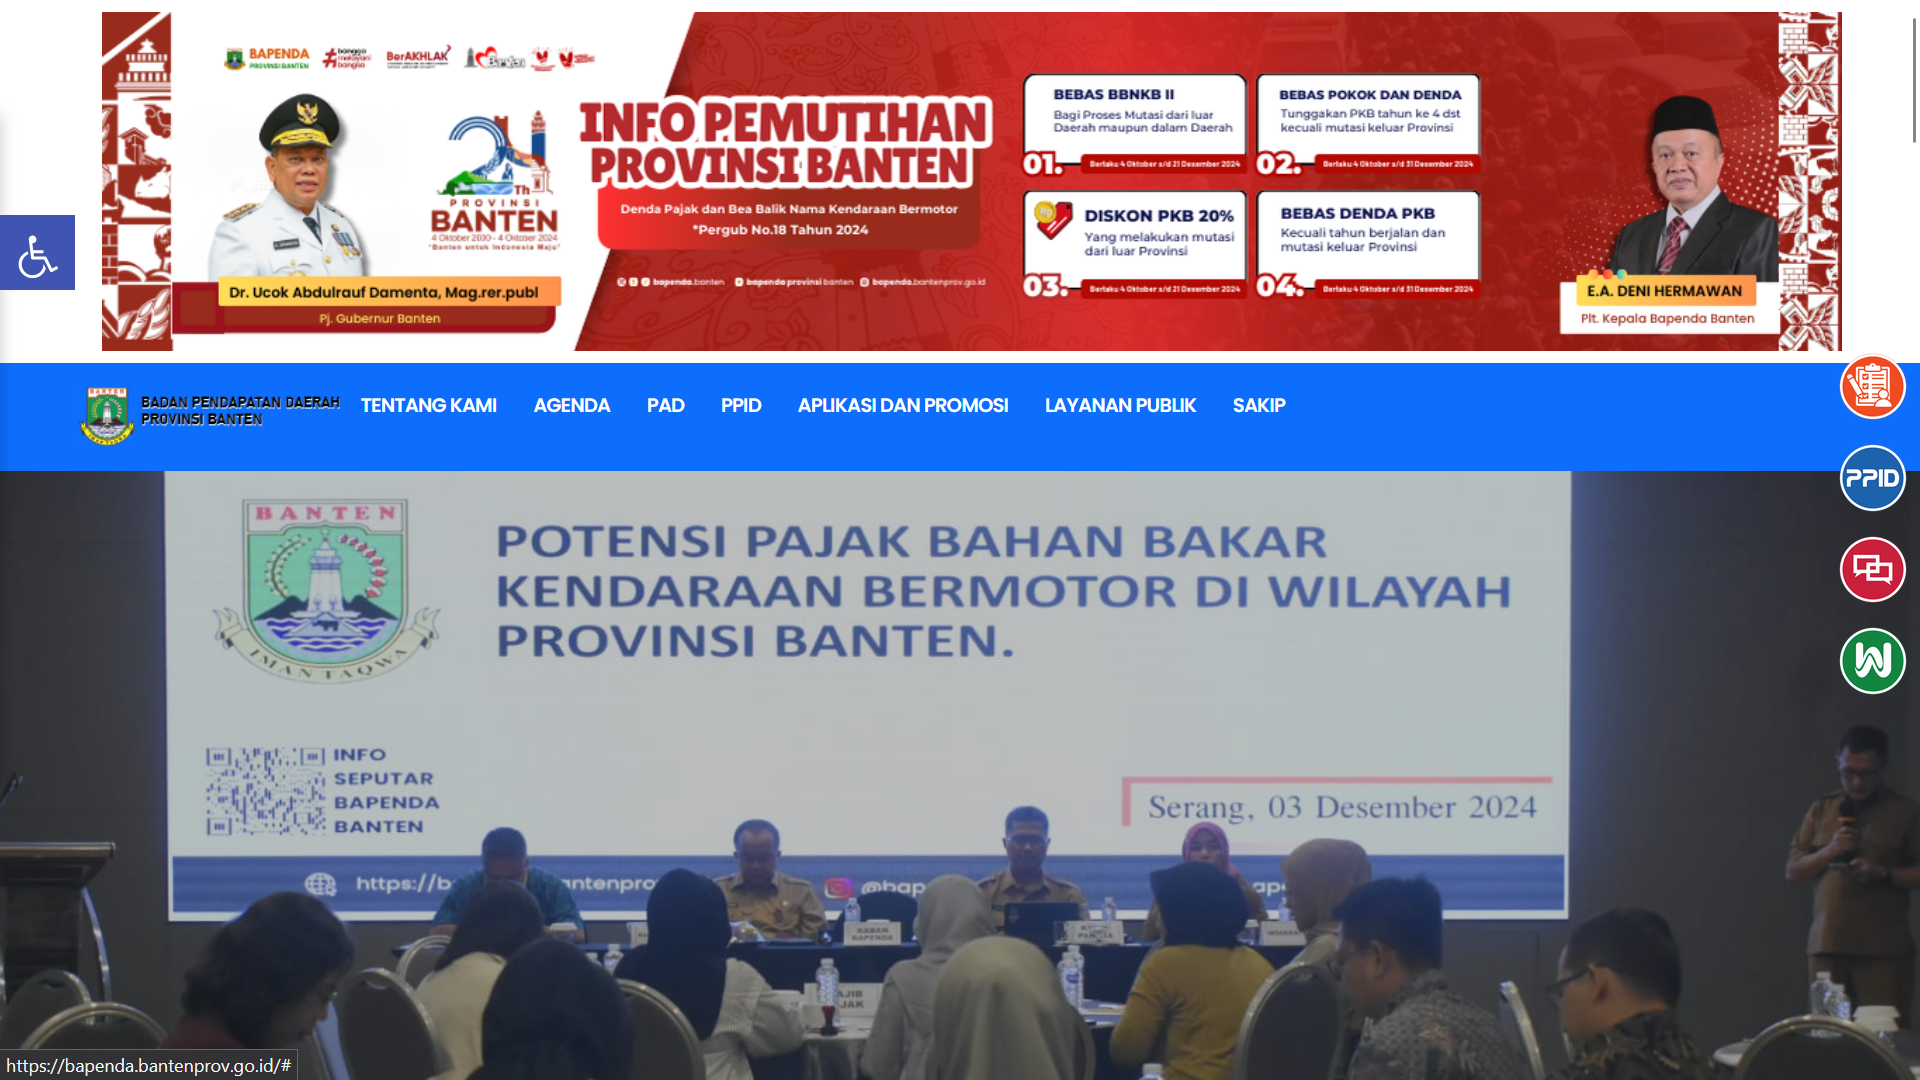 BAPENDA
PROVINSI BANTEN
bangga
melayani
bangsa
BerAKHLAK
Dr. Ucok Abdulrauf Damenta, Mag.rer.publ
Pj. Gubernur Banten
Th
PROVINSI
BANTEN
4 Oktober 2000 - 4 Oktober 2024
"Banten untuk Indonesia Maju"
INFO PEMUTIHAN
PROVINSI BANTEN
Denda Pajak dan Bea Balik Nama Kendaraan Bermotor
*Pergub No.18 Tahun 2024
bapenda.banten bapenda provinsi banten bapenda.bantenprov.go.id
BEBAS BBNKB II
Bagi Proses Mutasi dari luar
Daerah maupun dalam Daerah
01. Berlaku 4 Oktober s/d 21 Desember 2024
BEBAS POKOK DAN DENDA
Tunggakan PKB tahun ke 4 dst
kecuali mutasi keluar Provinsi
02. Berlaku 4 Oktober s/d 31 Desember 2024
DISKON PKB 20%
Yang melakukan mutasi
dari luar Provinsi
03. Berlaku 4 Oktober s/d 21 Desember 2024
BEBAS DENDA PKB
Kecuali tahun berjalan dan
mutasi keluar Provinsi
04. Berlaku 4 Oktober s/d 31 Desember 2024
E.A. DENI HERMAWAN
Plt. Kepala Bapenda Banten
BANTEN
BADAN PENDAPATAN DAERAH
PROVINSI BANTEN
TENTANG KAMI
AGENDA
PAD
PPID
APLIKASI DAN PROMOSI
LAYANAN PUBLIK
SAKIP
PPID
BANTEN
IMAN TAQWA
POTENSI PAJAK BAHAN BAKAR
KENDARAAN BERMOTOR DI WILAYAH
PROVINSI BANTEN.
INFO
SEPUTAR
BAPENDA
BANTEN
Serang, 03 Desember 2024
https://b antenpro @bap
KABAN
BAPENDA
https://bapenda.bantenprov.go.id/#